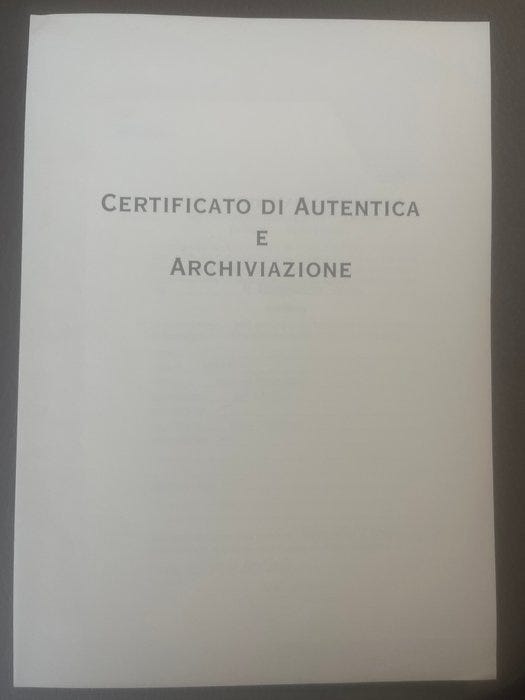 Certificato di Autentica
e
Archiviazione